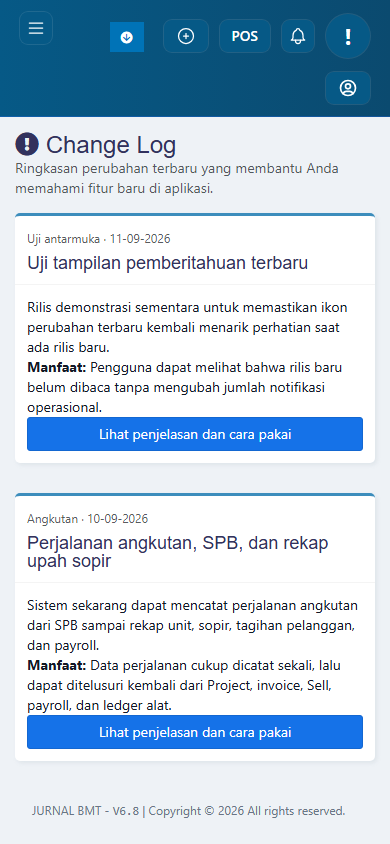 POS
Change Log
Ringkasan perubahan terbaru yang membantu Anda
memahami fitur baru di aplikasi.
Uji antarmuka · 11-09-2026
Uji tampilan pemberitahuan terbaru
Rilis demonstrasi sementara untuk memastikan ikon
perubahan terbaru kembali menarik perhatian saat
ada rilis baru.
Manfaat: Pengguna dapat melihat bahwa rilis baru
belum dibaca tanpa mengubah jumlah notifikasi
operasional.
Lihat penjelasan dan cara pakai
Angkutan · 10-09-2026
Perjalanan angkutan, SPB, dan rekap
upah sopir
Sistem sekarang dapat mencatat perjalanan angkutan
dari SPB sampai rekap unit, sopir, tagihan pelanggan,
dan payroll.
Manfaat: Data perjalanan cukup dicatat sekali, lalu
dapat ditelusuri kembali dari Project, invoice, Sell,
payroll, dan ledger alat.
Lihat penjelasan dan cara pakai
JURNAL BMT - V6.8 | Copyright © 2026 All rights reserved.